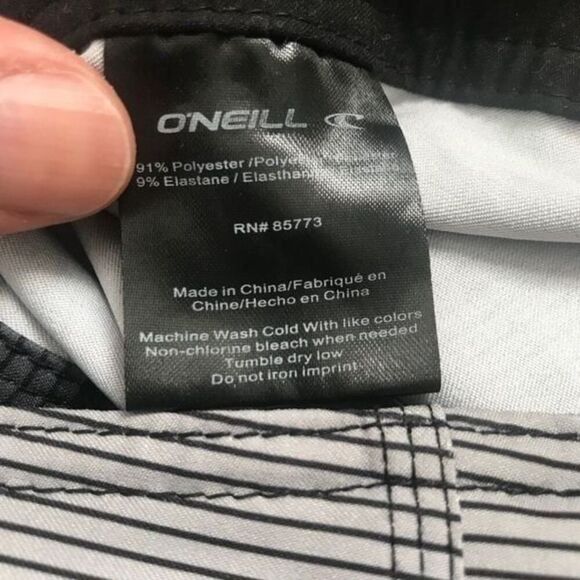 O'NEILL
91% Polyester /Polyester
9% Elastane / Elasthan
RN# 85773
Made in China/Fabriqué en
Chine/Hecho en China
Machine Wash Cold With like colors
Non-chlorine bleach when needed
Tumble dry low
Do not iron imprint